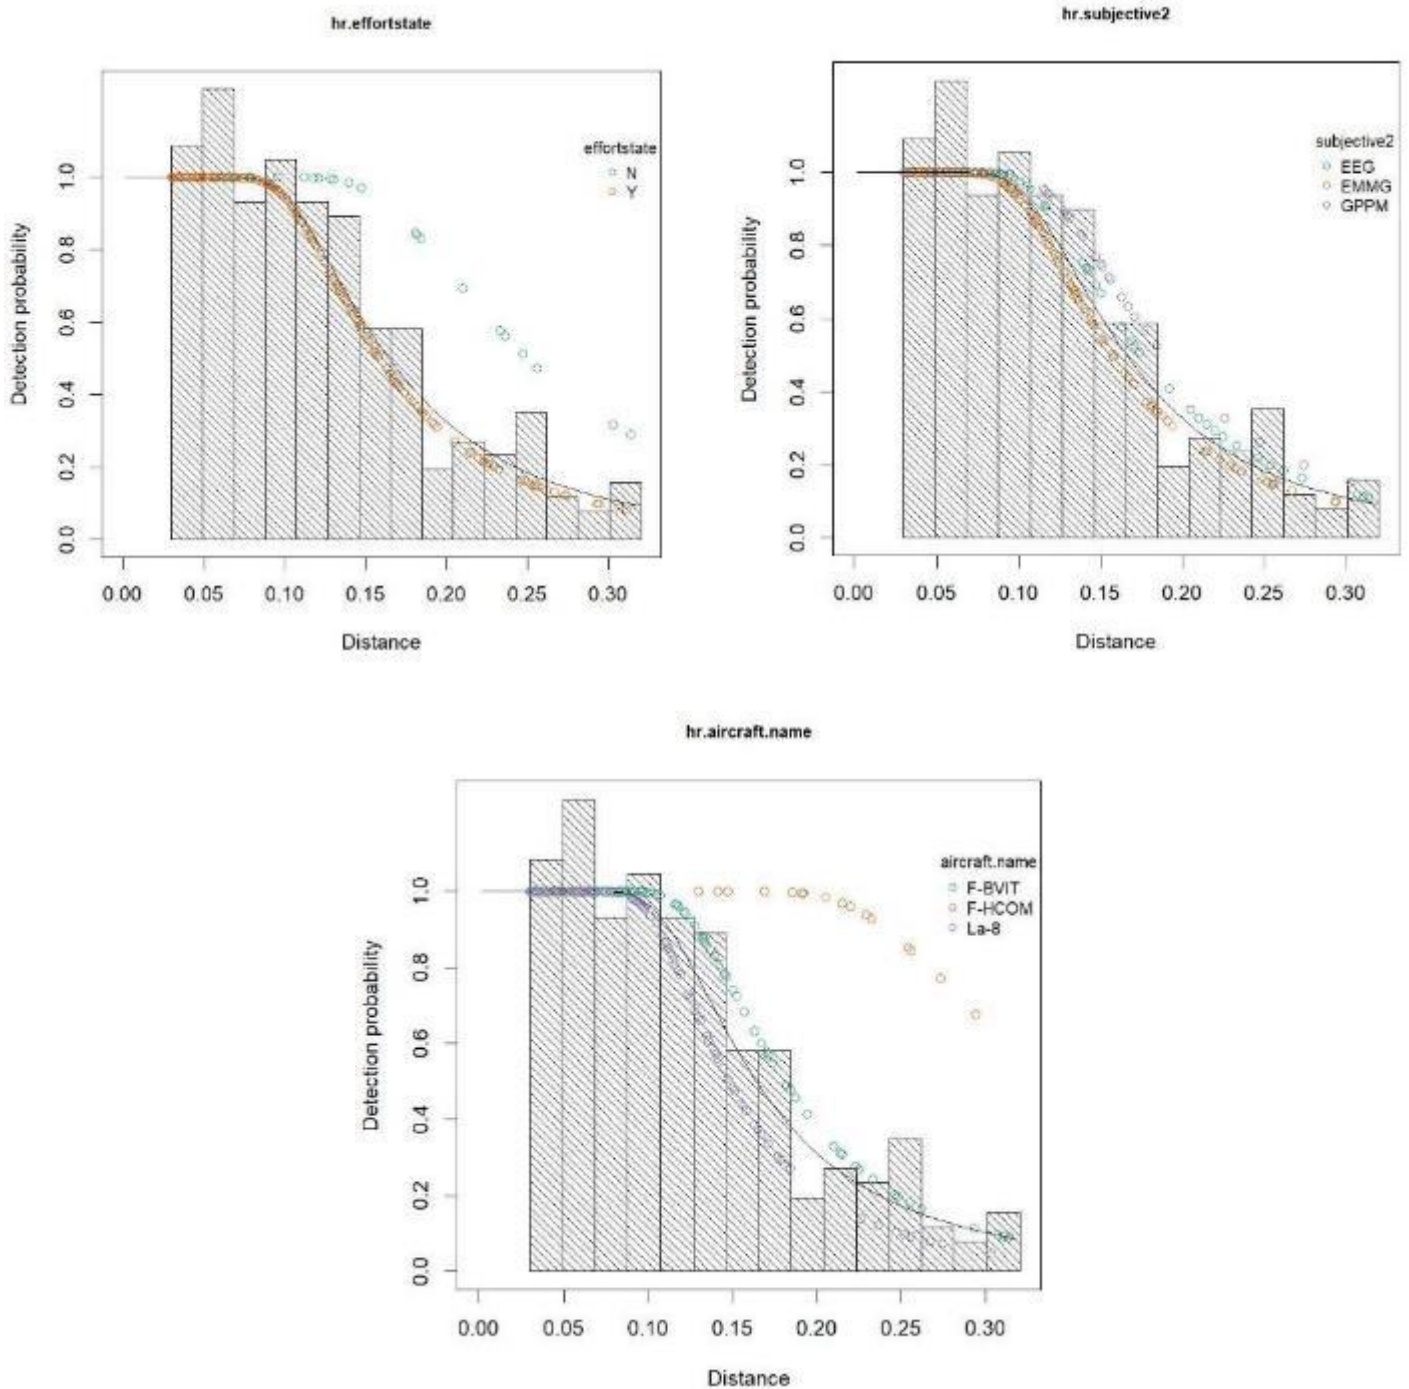 hr.effortstate
effortstate
N
Y
Detection probability
0.0 0.2 0.4 0.6 0.8 1.0
0.00 0.05 0.10 0.15 0.20 0.25 0.30
Distance
hr.subjective2
subjective2
EEG
EMMG
GPPM
Detection probability
0.0 0.2 0.4 0.6 0.8 1.0
0.00 0.05 0.10 0.15 0.20 0.25 0.30
Distance
hr.aircraft.name
aircraft.name
F-BVIT
F-HCOM
La-8
Detection probability
0.0 0.2 0.4 0.6 0.8 1.0
0.00 0.05 0.10 0.15 0.20 0.25 0.30
Distance